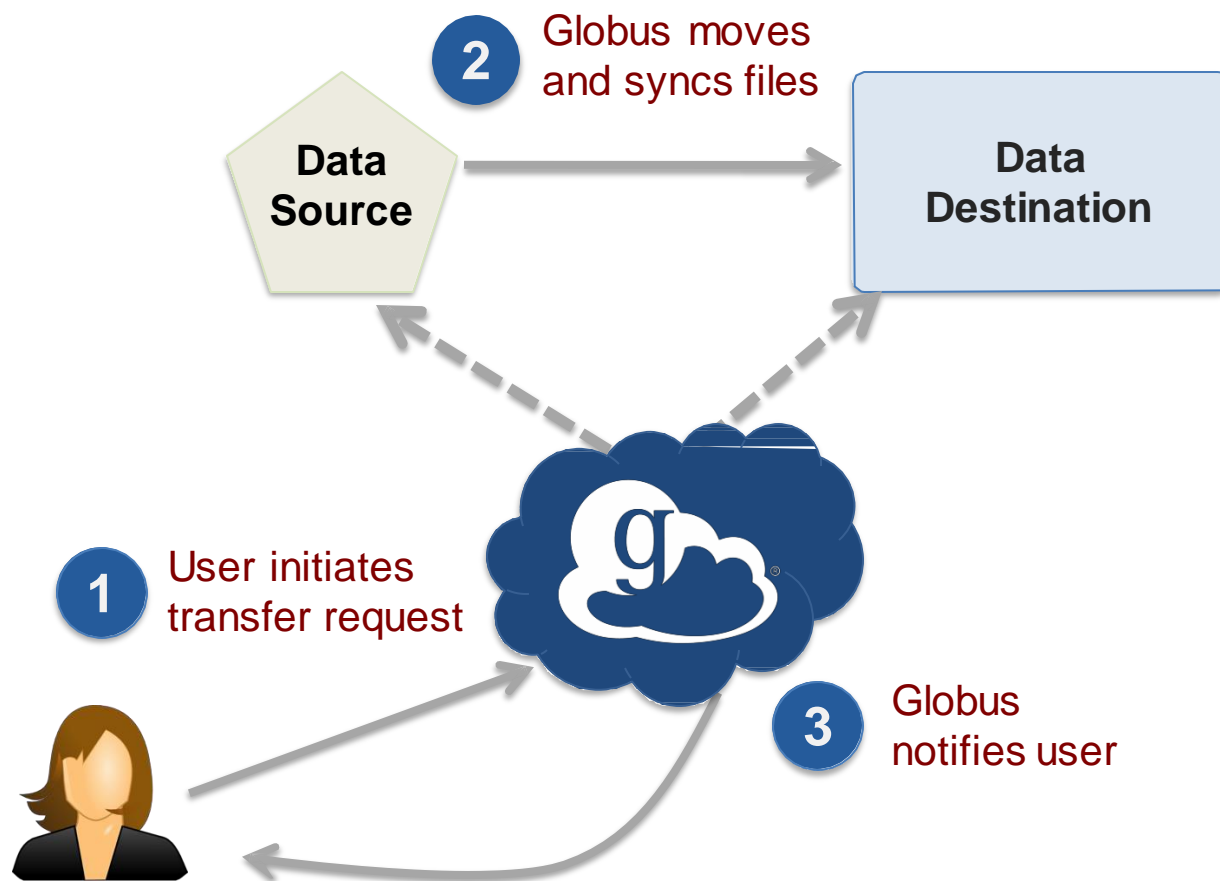 2
Globus moves
and syncs files
Data
Source
Data
Destination
g
®
1
User initiates
transfer request
3
Globus
notifies user